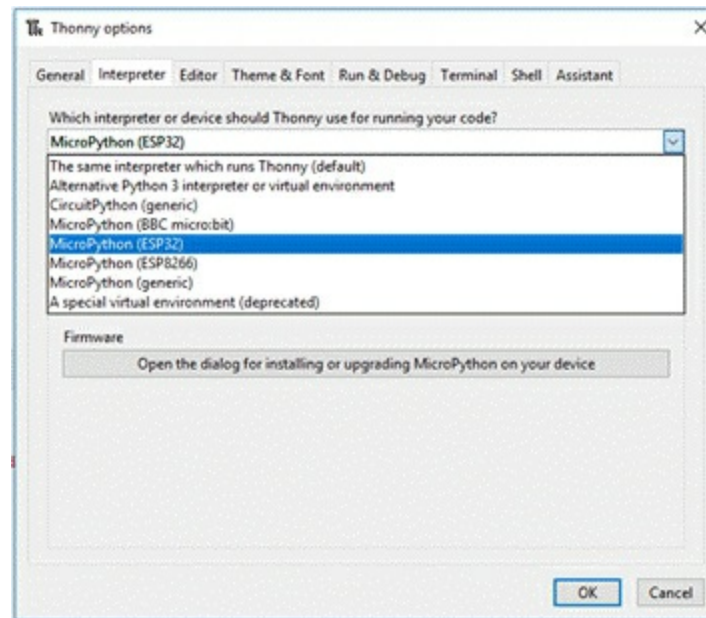 Thonny options
General Interpreter Editor Theme & Font Run & Debug Terminal Shell Assistant
Which interpreter or device should Thonny use for running your code?
MicroPython (ESP32)
The same interpreter which runs Thonny (default)
Alternative Python 3 interpreter or virtual environment
CircuitPython (generic)
MicroPython (BBC micro:bit)
MicroPython (ESP32)
MicroPython (ESP8266)
MicroPython (generic)
A special virtual environment (deprecated)
Firmware
Open the dialog for installing or upgrading MicroPython on your device
OK Cancel